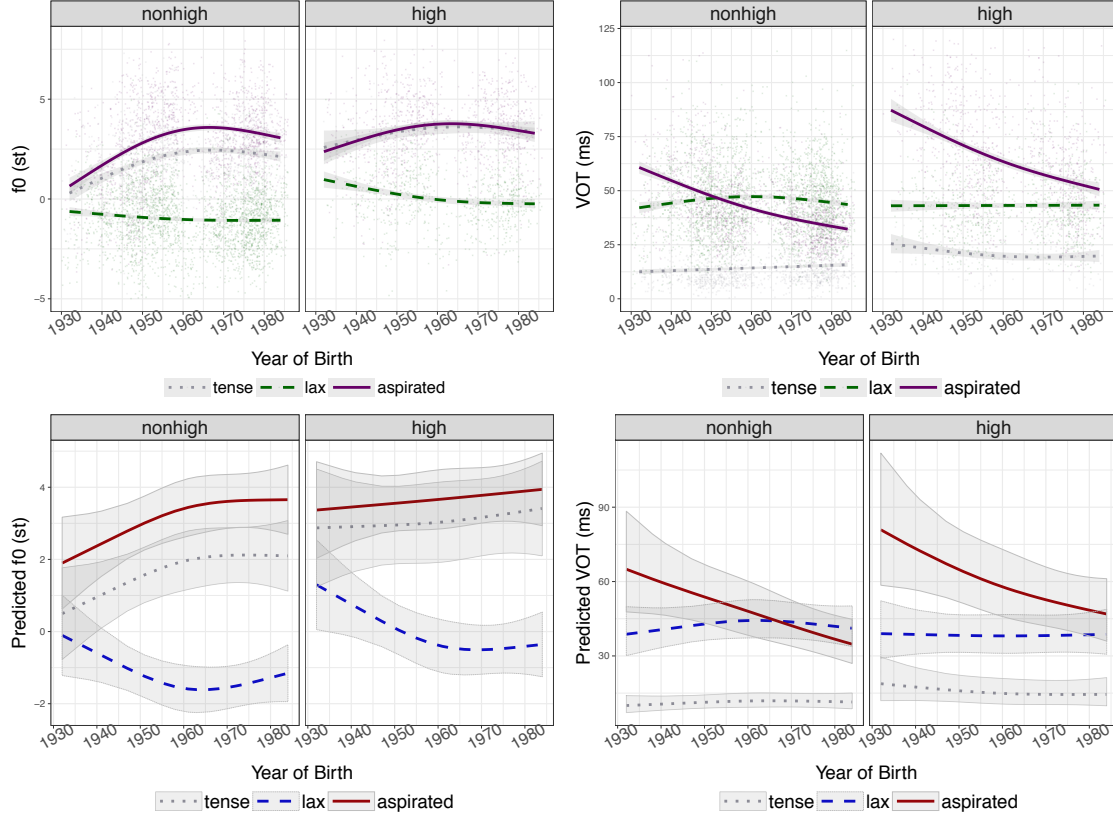 nonhigh high
f0 (st)
5
0
−5
1930 1940 1950 1960 1970 1980 1930 1940 1950 1960 1970 1980
Year of Birth
tense lax aspirated
nonhigh high
VOT (ms)
125
100
75
50
25
0
1930 1940 1950 1960 1970 1980 1930 1940 1950 1960 1970 1980
Year of Birth
tense lax aspirated
nonhigh high
Predicted f0 (st)
4
2
0
−2
1930 1940 1950 1960 1970 1980 1930 1940 1950 1960 1970 1980
Year of Birth
tense lax aspirated
nonhigh high
Predicted VOT (ms)
90
60
30
1930 1940 1950 1960 1970 1980 1930 1940 1950 1960 1970 1980
Year of Birth
tense lax aspirated